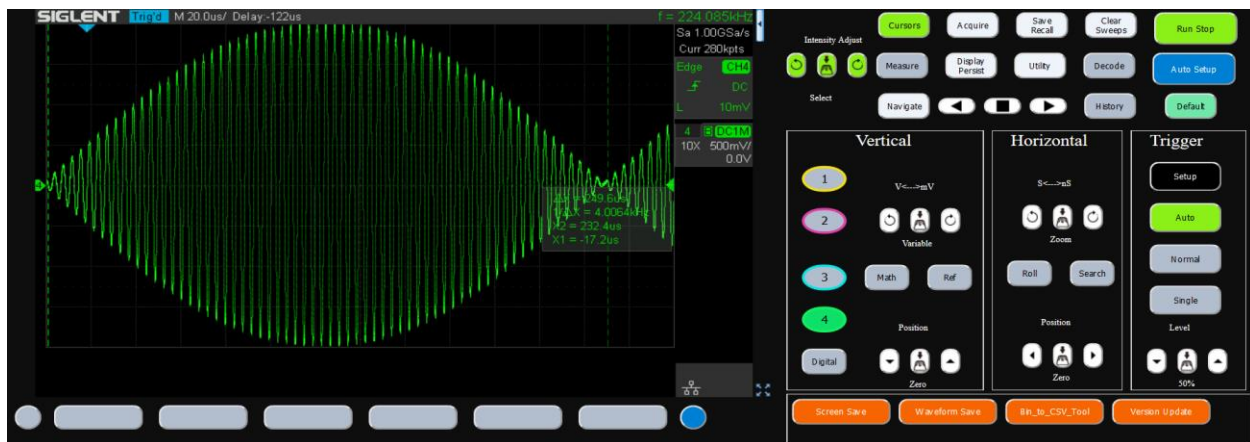 SIGLENT Trig'd M 20.0us/ Delay:-122us f = 224.085kHz
Sa 1.00GSa/s
Curr 280kpts
Edge CH4
DC
L 10mV
4 B DC1M
10X 500mV/
0.0V
4
ΔX = 249.6us
1/ΔX = 4.0064kHz
X2 = 232.4us
X1 = -17.2us
Intensity Adjust
Select
Cursors
Acquire
Save
Recall
Clear
Sweeps
Run Stop
Measure
Display
Persist
Utility
Decode
Auto Setup
Navigate
History
Default
Vertical
1
V<--->mV
2
Variable
3
Math
Ref
4
Position
Digital
Zero
Horizontal
S<--->nS
Zoom
Roll
Search
Position
Zero
Trigger
Setup
Auto
Normal
Single
Level
50%
Screen Save
Waveform Save
Bin_to_CSV_Tool
Version Update